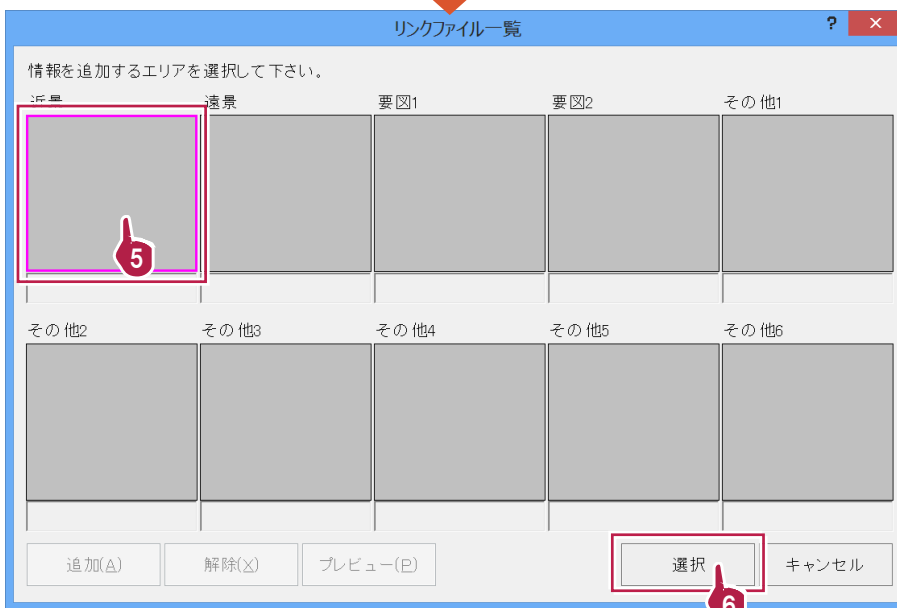 リンクファイル一覧
?
×
情報を追加するエリアを選択して下さい。
近景 遠景 要図1 要図2 その他1
5
その他2 その他3 その他4 その他5 その他6
追加(A) 解除(X) プレビュー(P) 選択 キャンセル
6